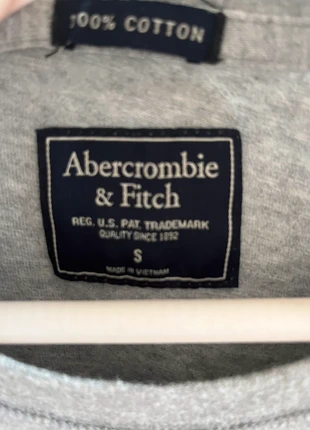 100% COTTON
Abercrombie
& Fitch
REG. U.S. PAT. TRADEMARK
QUALITY SINCE 1892
S
MADE IN VIETNAM